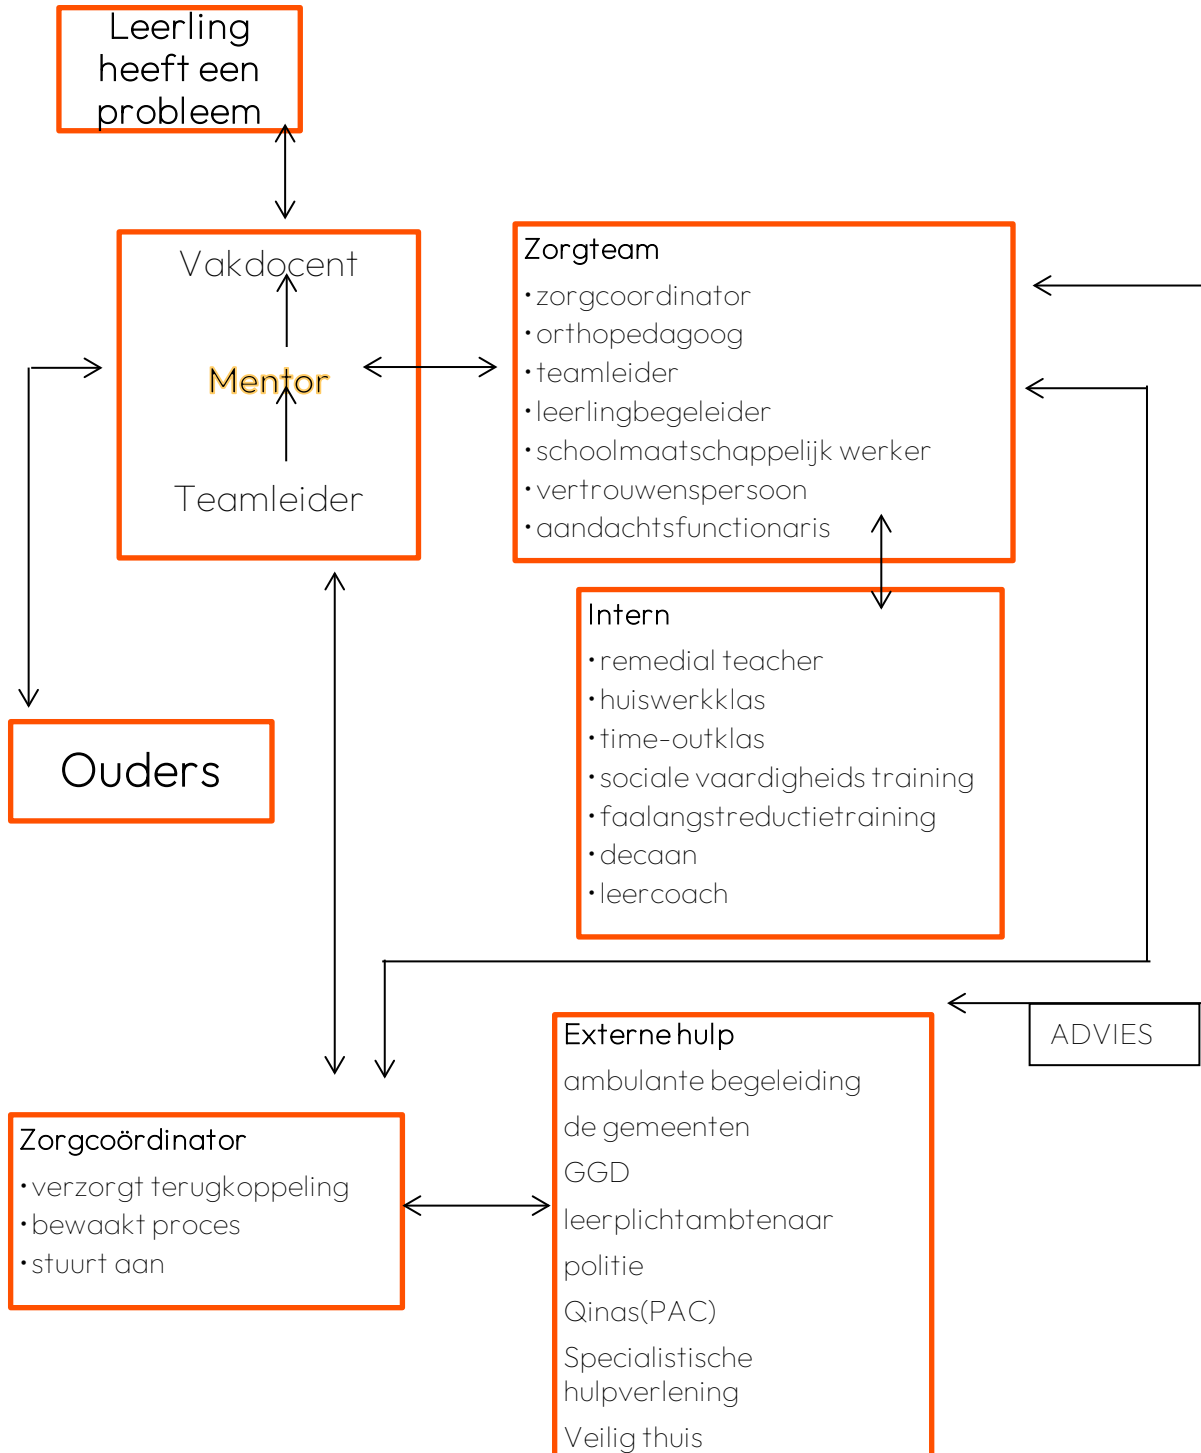 Leerling
heeft een
probleem
Vakdocent
Mentor
Teamleider
Zorgteam
•zorgcoordinator
•orthopedagoog
•teamleider
•leerlingbegeleider
•schoolmaatschappelijk werker
•vertrouwenspersoon
•aandachtsfunctionaris
Intern
•remedial teacher
•huiswerkklas
•time-outklas
•sociale vaardigheids training
•faalangstreductietraining
•decaan
•leercoach
Ouders
ADVIES
Externe hulp
ambulante begeleiding
de gemeenten
GGD
leerplichtambtenaar
politie
Qinas(PAC)
Specialistische
hulpverlening
Veilig thuis
Zorgcoördinator
•verzorgt terugkoppeling
•bewaakt proces
•stuurt aan